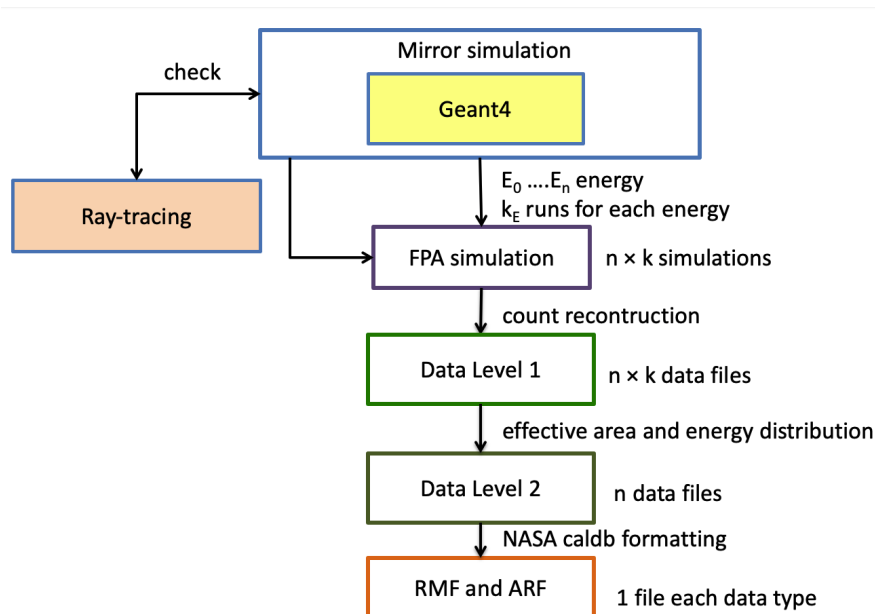 Mirror simulation
check
Geant4
E₀ ....Eₙ energy
k_E runs for each energy
Ray-tracing
FPA simulation
n × k simulations
count recontruction
Data Level 1
n × k data files
effective area and energy distribution
Data Level 2
n data files
NASA caldb formatting
RMF and ARF
1 file each data type